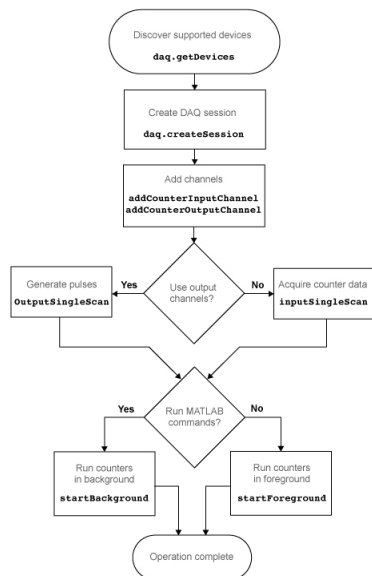 Discover supported devices
daq.getDevices
Create DAQ session
daq.createSession
Add channels
addCounterInputChannel
addCounterOutputChannel
Use output
channels?
Yes
No
Generate pulses
OutputSingleScan
Acquire counter data
inputSingleScan
Run MATLAB
commands?
Yes
No
Run counters
in background
startBackground
Run counters
in foreground
startForeground
Operation complete